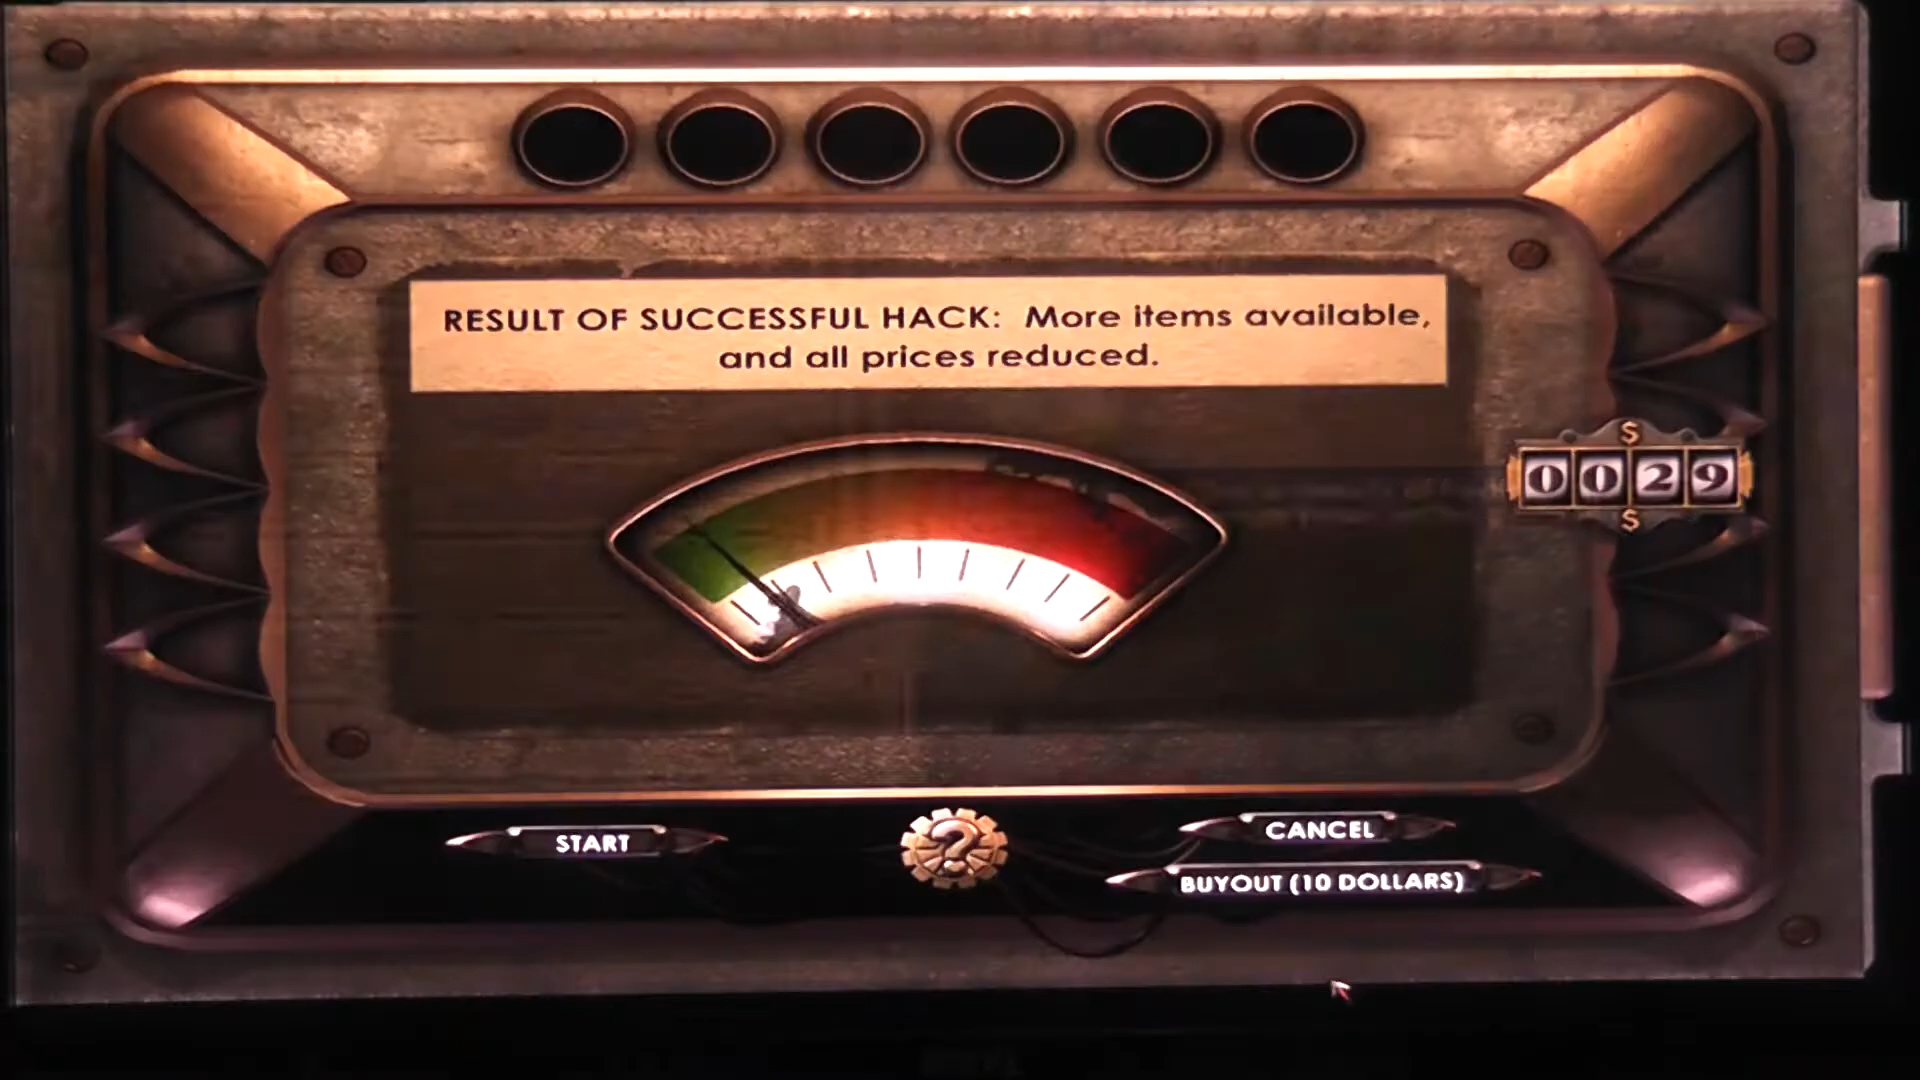 RESULT OF SUCCESSFUL HACK: More items available,
and all prices reduced.
$
0029
$
START
?
CANCEL
BUYOUT (10 DOLLARS)